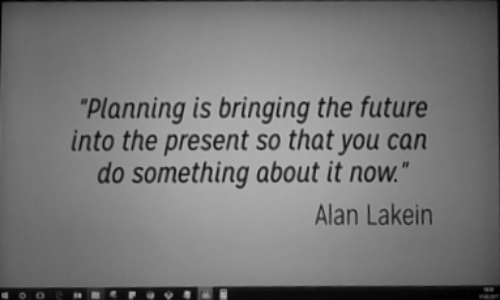 "Planning is bringing the future
into the present so that you can
do something about it now."
Alan Lakein